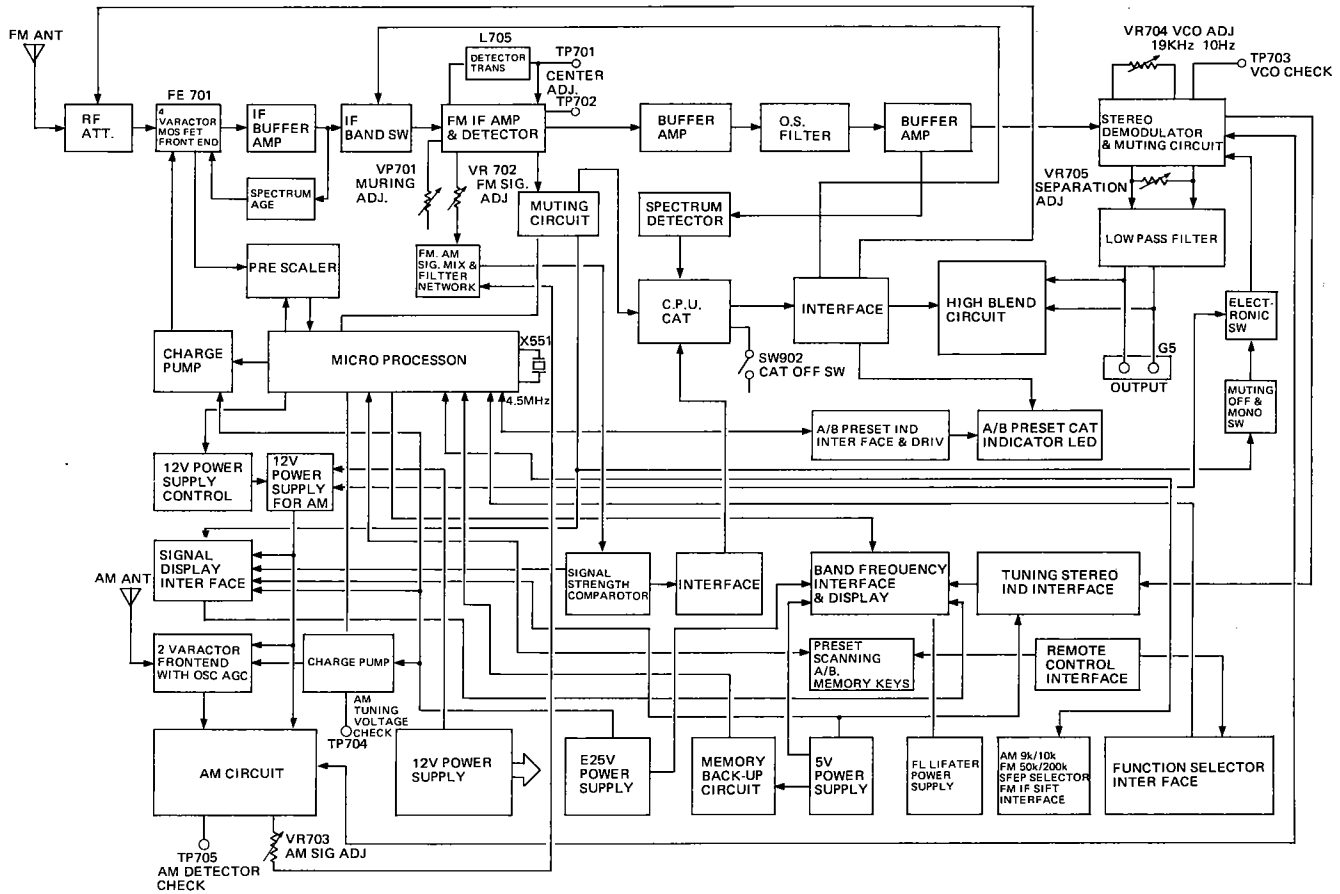 FM ANT
RF
ATT.
FE 701
4
VARACTOR
MOS FET
FRONT END
IF
BUFFER
AMP
SPECTRUM
AGE
IF
BAND SW
L705
DETECTOR
TRANS
TP701
CENTER
ADJ.
TP702
FM IF AMP
& DETECTOR
VP701
MURING
ADJ.
VR 702
FM SIG.
ADJ
MUTING
CIRCUIT
BUFFER
AMP
O.S.
FILTER
BUFFER
AMP
VR704 VCO ADJ
19KHz 10Hz
TP703
VCO CHECK
STEREO
DEMODULATOR
& MUTING CIRCUIT
VR705
SEPARATION
ADJ
LOW PASS FILTER
SPECTRUM
DETECTOR
FM. AM
SIG. MIX &
FILTTER
NETWORK
PRE SCALER
C.P.U.
CAT
INTERFACE
HIGH BLEND
CIRCUIT
ELECT-
RONIC
SW
CHARGE
PUMP
MICRO PROCESSON
X551
4.5MHz
SW902
CAT OFF SW
G5
OUTPUT
MUTING
OFF &
MONO
SW
A/B PRESET IND
INTER FACE & DRIV
A/B PRESET CAT
INDICATOR LED
12V POWER
SUPPLY
CONTROL
12V
POWER
SUPPLY
FOR AM
SIGNAL
DISPLAY
INTER FACE
AM ANT
SIGNAL
STRENGTH
COMPAROTOR
INTERFACE
BAND FREQUENCY
INTERFACE
& DISPLAY
TUNING STEREO
IND INTERFACE
2 VARACTOR
FRONTEND
WITH OSC AGC
CHARGE PUMP
AM
TUNING
VOLTAGE
CHECK
TP704
PRESET
SCANNING
A/B.
MEMORY KEYS
REMOTE
CONTROL
INTERFACE
AM CIRCUIT
12V POWER
SUPPLY
E25V
POWER
SUPPLY
MEMORY
BACK-UP
CIRCUIT
5V
POWER
SUPPLY
FL LIFATER
POWER
SUPPLY
AM 9k/10k
FM 50k/200k
SFEP SELECTOR
FM IF SIFT
INTERFACE
FUNCTION SELECTOR
INTER FACE
TP705
AM DETECTOR
CHECK
VR703
AM SIG ADJ